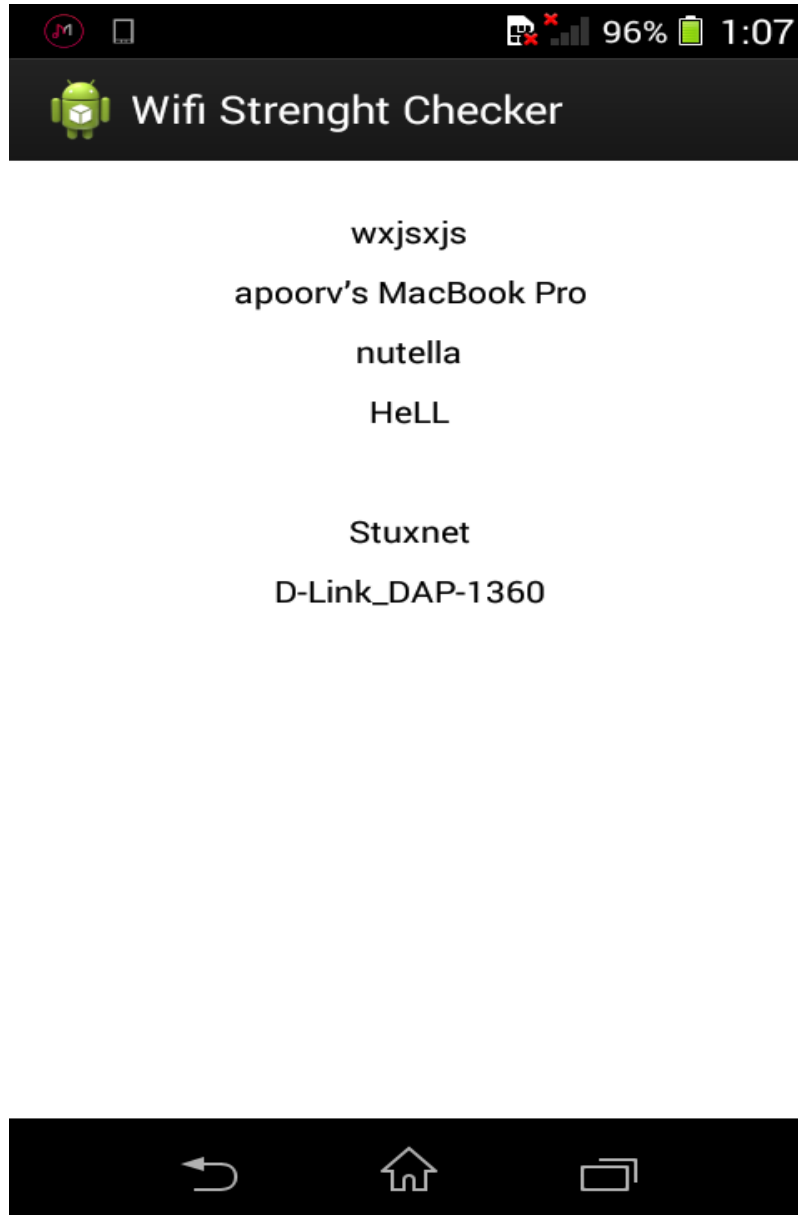 96% 1:07
Wifi Strenght Checker
wxjsxjs
apoorv’s MacBook Pro
nutella
HeLL
Stuxnet
D-Link_DAP-1360